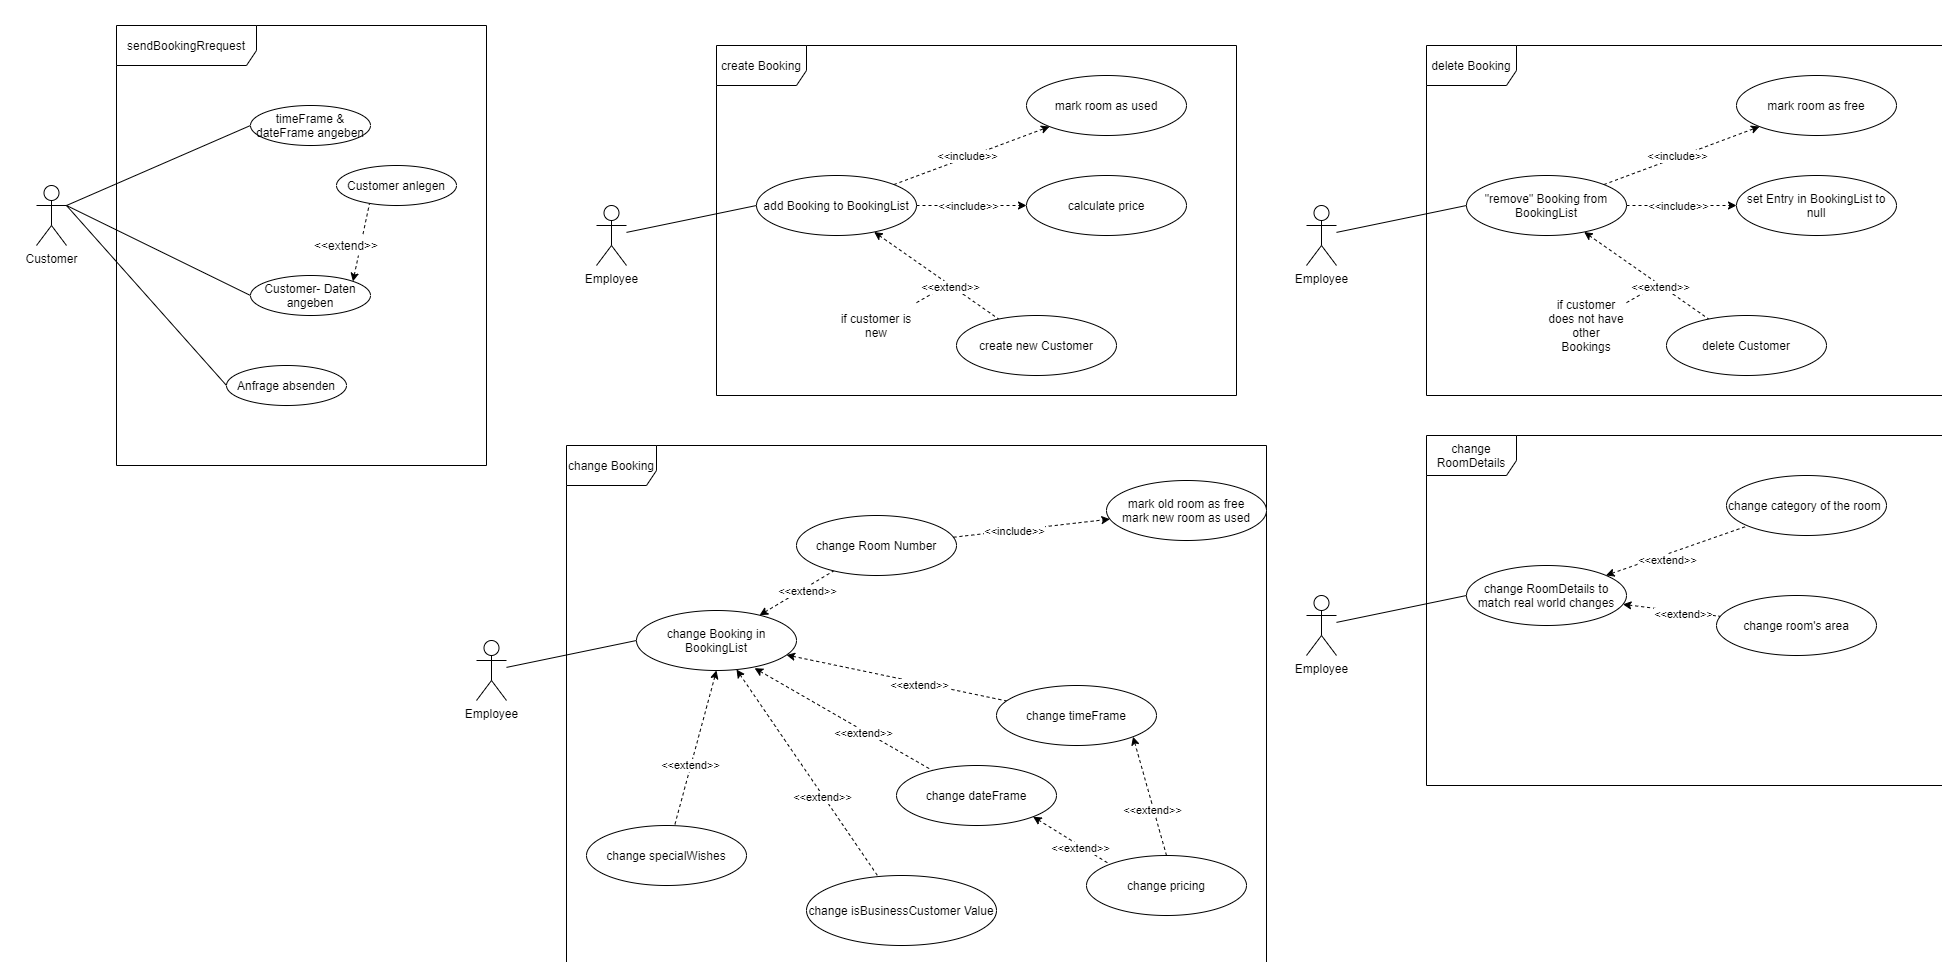 sendBookingRrequest
timeFrame &
dateFrame angeben
Customer anlegen
<<extend>>
Customer
Customer- Daten
angeben
Anfrage absenden
create Booking
mark room as used
<<include>>
add Booking to BookingList
<<include>>
calculate price
Employee
<<extend>>
if customer is
new
create new Customer
delete Booking
mark room as free
<<include>>
"remove" Booking from
BookingList
<<include>>
set Entry in BookingList to
null
Employee
<<extend>>
if customer
does not have
other
Bookings
delete Customer
change Booking
mark old room as free
mark new room as used
<<include>>
change Room Number
<<extend>>
change Booking in
BookingList
Employee
<<extend>>
change timeFrame
<<extend>>
<<extend>>
change dateFrame
<<extend>>
<<extend>>
<<extend>>
change specialWishes
change pricing
change isBusinessCustomer Value
change
RoomDetails
change category of the room
<<extend>>
change RoomDetails to
match real world changes
<<extend>>
change room's area
Employee